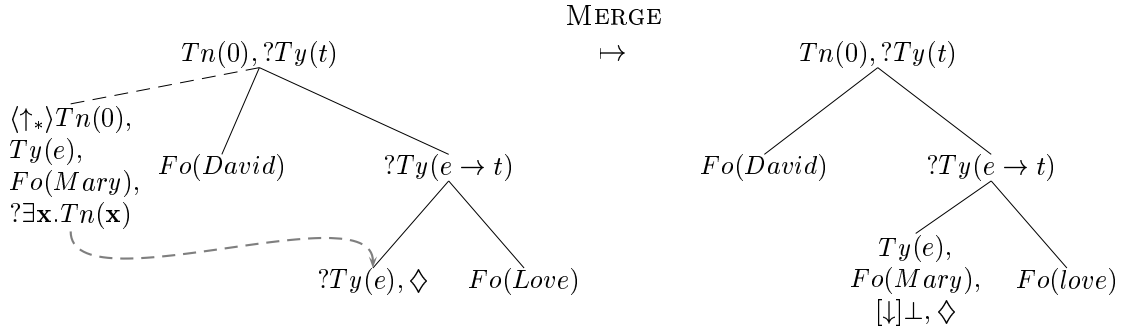 MERGE
Tn(0), ?Ty(t) ↦ Tn(0), ?Ty(t)
⟨↑*⟩Tn(0),
Ty(e),
Fo(Mary),
?∃x.Tn(x)
Fo(David) ?Ty(e → t)
?Ty(e), ◇ Fo(Love)
Fo(David) ?Ty(e → t)
Ty(e),
Fo(Mary),
[↓]⊥, ◇
Fo(love)